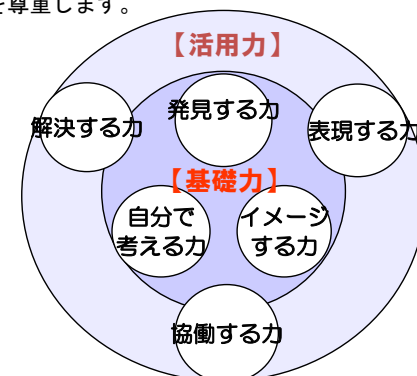 を尊重します。
【活用力】
発見する力
解決する力
表現する力
【基礎力】
自分で
考える力
イメージ
する力
協働する力